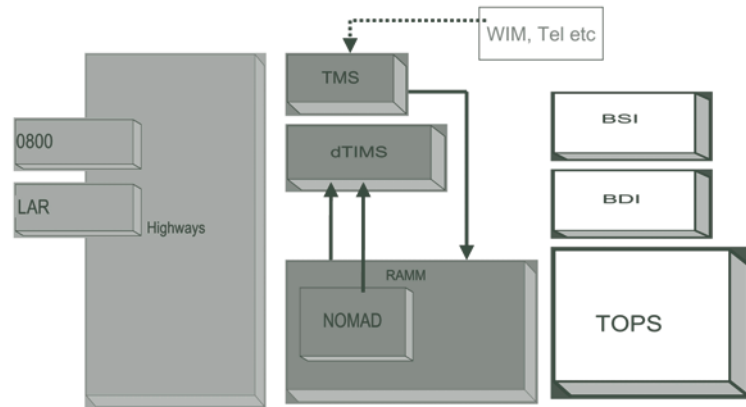 WIM, Tel etc
TMS
BSI
0800
dTIMS
LAR
BDI
Highways
RAMM
NOMAD
TOPS